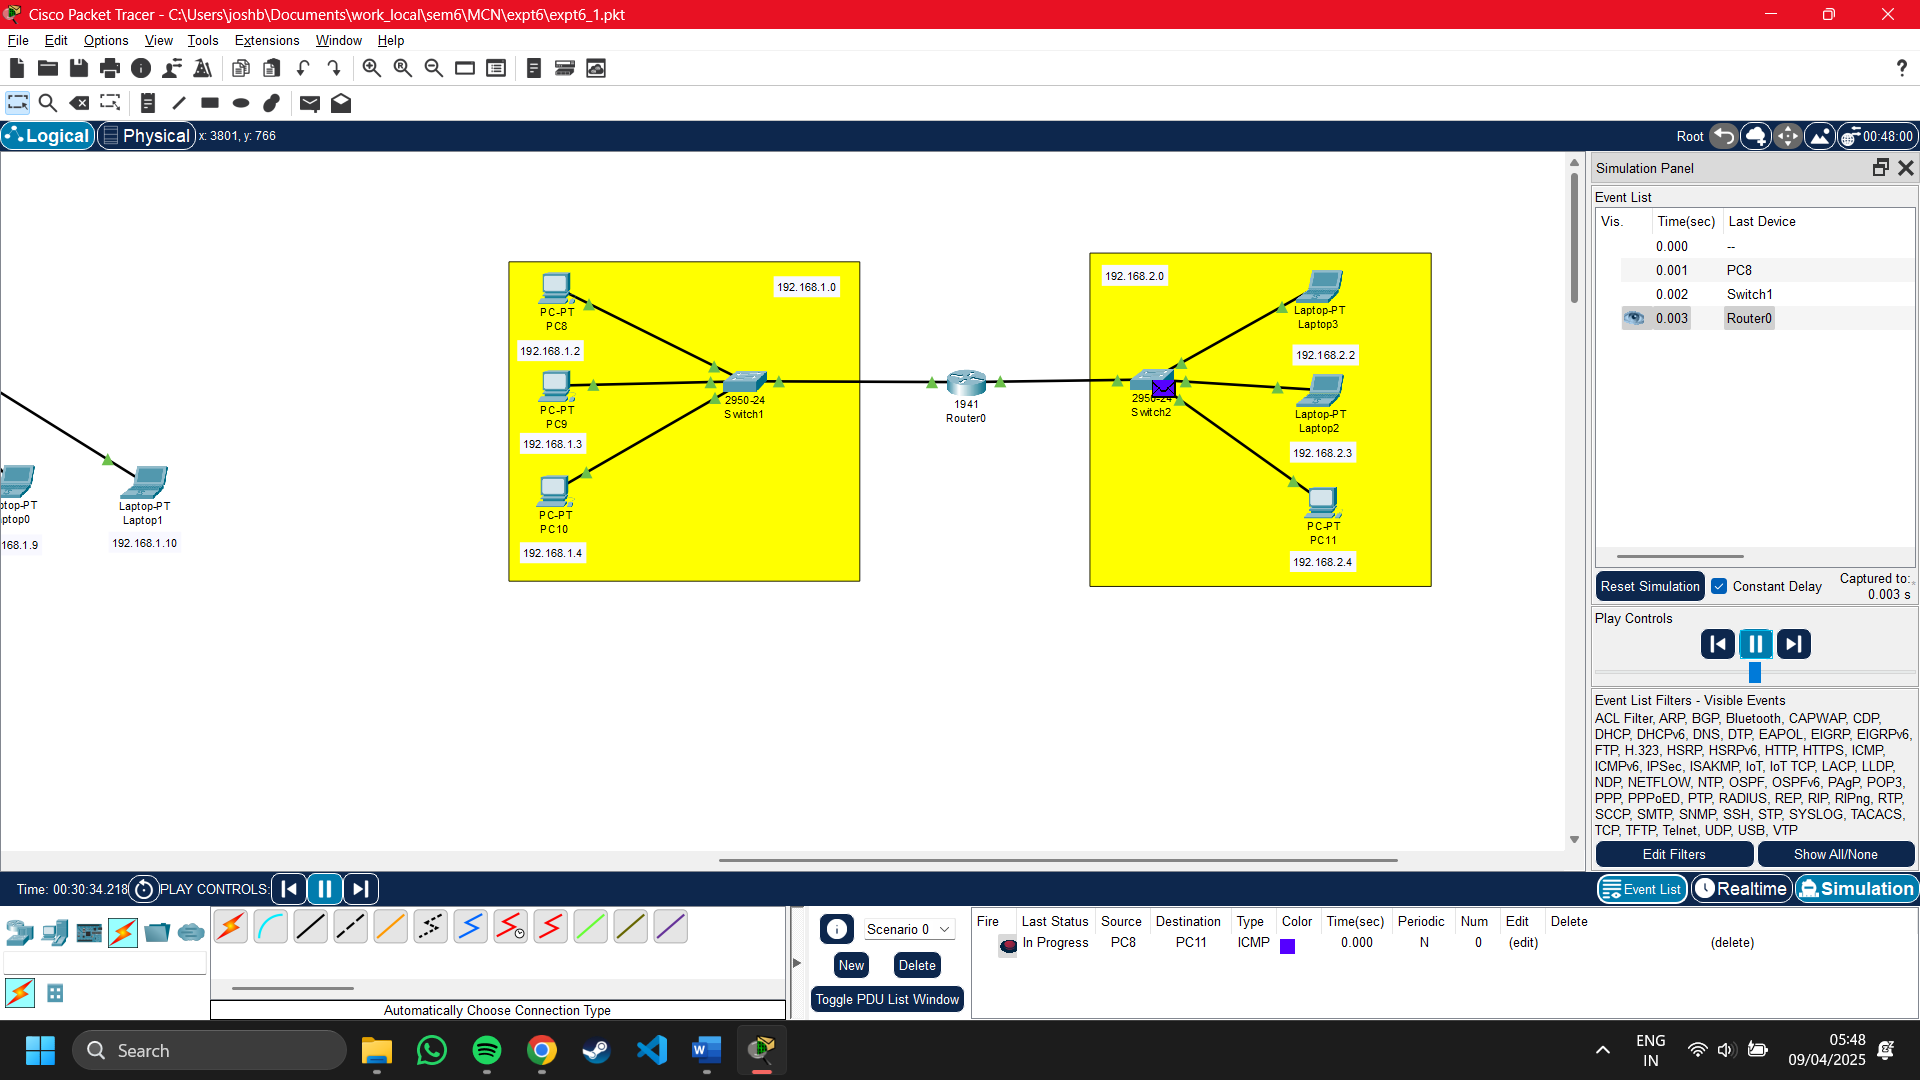 Cisco Packet Tracer - C:\Users\joshb\Documents\work_local\sem6\MCN\expt6\expt6_1.pkt
File Edit Options View Tools Extensions Window Help
Logical Physical x: 3801, y: 766
Root 00:48:00
192.168.1.0
PC-PT
PC8
192.168.1.2
PC-PT
PC9
192.168.1.3
PC-PT
PC10
192.168.1.4
2950-24
Switch1
1941
Router0
192.168.2.0
2950-24
Switch2
Laptop-PT
Laptop3
192.168.2.2
Laptop-PT
Laptop2
192.168.2.3
PC-PT
PC11
192.168.2.4
ptop-PT
ptop0
168.1.9
Laptop-PT
Laptop1
192.168.1.10
Simulation Panel
Event List
Vis. Time(sec) Last Device
0.000 --
0.001 PC8
0.002 Switch1
0.003 Router0
Reset Simulation Constant Delay Captured to:
0.003 s
Play Controls
Event List Filters - Visible Events
ACL Filter, ARP, BGP, Bluetooth, CAPWAP, CDP,
DHCP, DHCPv6, DNS, DTP, EAPOL, EIGRP, EIGRPv6,
FTP, H.323, HSRP, HSRPv6, HTTP, HTTPS, ICMP,
ICMPv6, IPSec, ISAKMP, IoT, IoT TCP, LACP, LLDP,
NDP, NETFLOW, NTP, OSPF, OSPFv6, PAgP, POP3,
PPP, PPPoED, PTP, RADIUS, REP, RIP, RIPng, RTP,
SCCP, SMTP, SNMP, SSH, STP, SYSLOG, TACACS,
TCP, TFTP, Telnet, UDP, USB, VTP
Edit Filters Show All/None
Time: 00:30:34.218 PLAY CONTROLS:
Event List Realtime Simulation
Automatically Choose Connection Type
Scenario 0
New Delete
Toggle PDU List Window
Fire Last Status Source Destination Type Color Time(sec) Periodic Num Edit Delete
In Progress PC8 PC11 ICMP 0.000 N 0 (edit) (delete)
Search
ENG
IN
05:48
09/04/2025